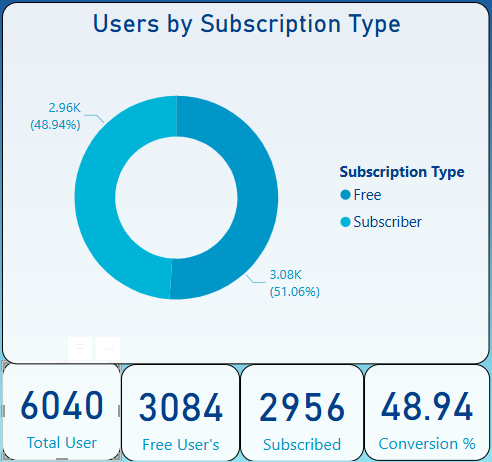 Users by Subscription Type
2.96K
(48.94%)
Subscription Type
Free
Subscriber
3.08K
(51.06%)
6040
Total User
3084
Free User's
2956
Subscribed
48.94
Conversion %